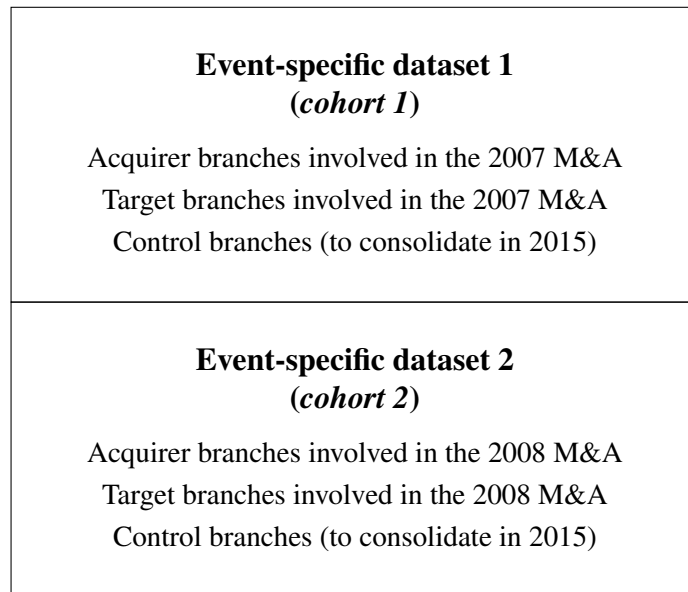 Event-specific dataset 1
(cohort 1)
Acquirer branches involved in the 2007 M&A
Target branches involved in the 2007 M&A
Control branches (to consolidate in 2015)
Event-specific dataset 2
(cohort 2)
Acquirer branches involved in the 2008 M&A
Target branches involved in the 2008 M&A
Control branches (to consolidate in 2015)